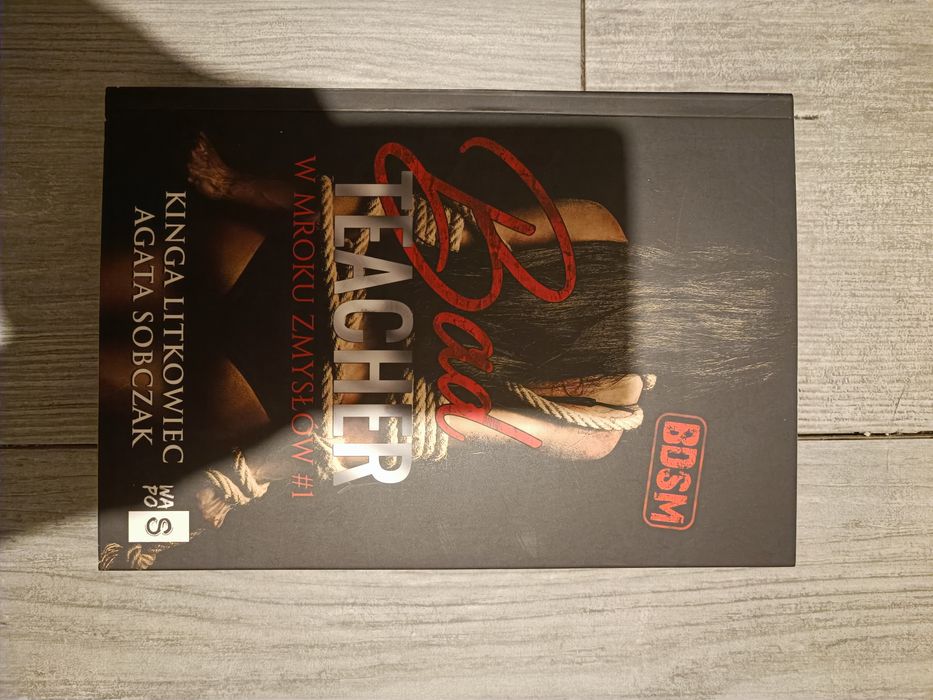 BDSM
Bad
TEACHER
W MROKU ZMYSŁÓW #1
KINGA LITKOWIEC
AGATA SOBCZAK
WA
S
PO